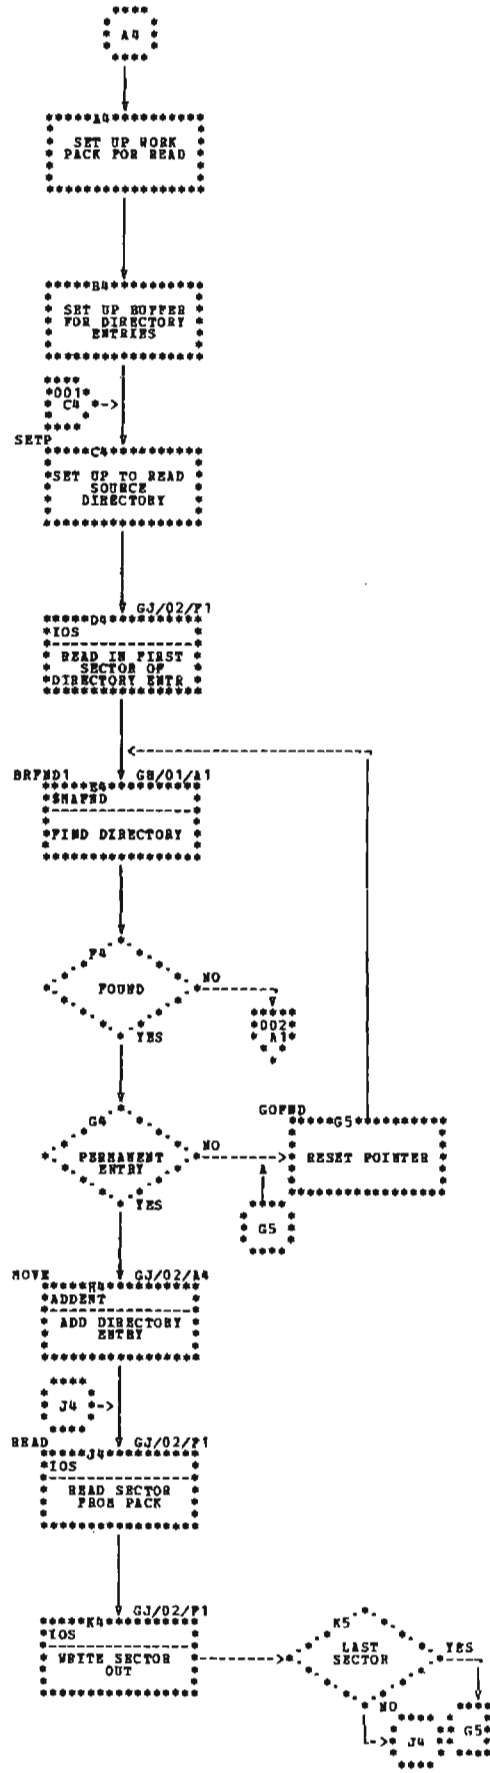 A4
A4
SET UP WORK
PACK FOR READ
B4
SET UP BUFFER
FOR DIRECTORY
ENTRIES
001
C4
SETP
C4
SET UP TO READ
SOURCE
DIRECTORY
GJ/02/F1
D4
IOS
READ IN FIRST
SECTOR OF
DIRECTORY ENTR
BRFND1 GH/01/A1
E4
$MAFND
FIND DIRECTORY
F4
FOUND
NO
YES
002
A1
G4
PERMANENT
ENTRY
NO
YES
GOFND
G5
RESET POINTER
A
G5
MOVE GJ/02/A4
H4
ADDENT
ADD DIRECTORY
ENTRY
J4
READ GJ/02/F1
J4
IOS
READ SECTOR
FROM PACK
GJ/02/F1
K4
IOS
WRITE SECTOR
OUT
K5
LAST
SECTOR
YES
NO
J4
G5